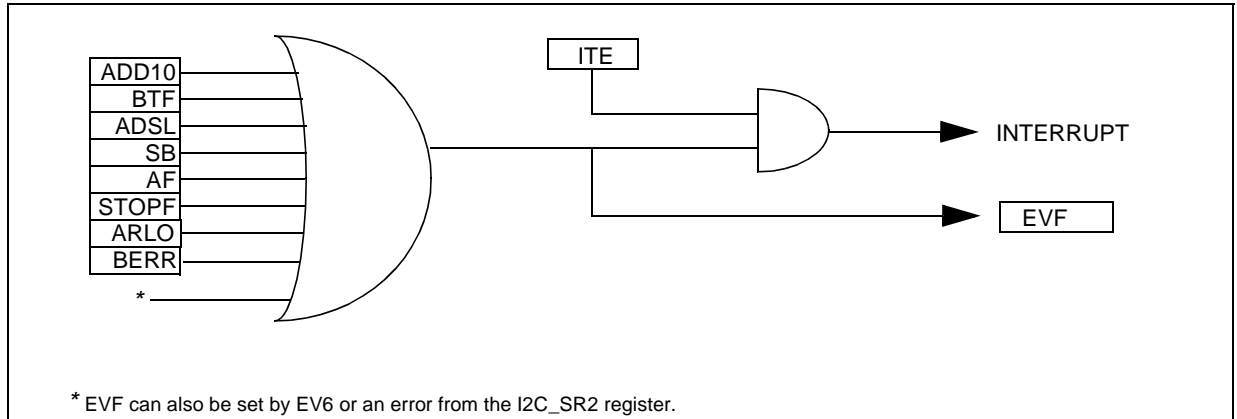 ITE
ADD10
BTF
ADSL
SB
AF
STOPF
ARLO
BERR
*
INTERRUPT
EVF
* EVF can also be set by EV6 or an error from the I2C_SR2 register.